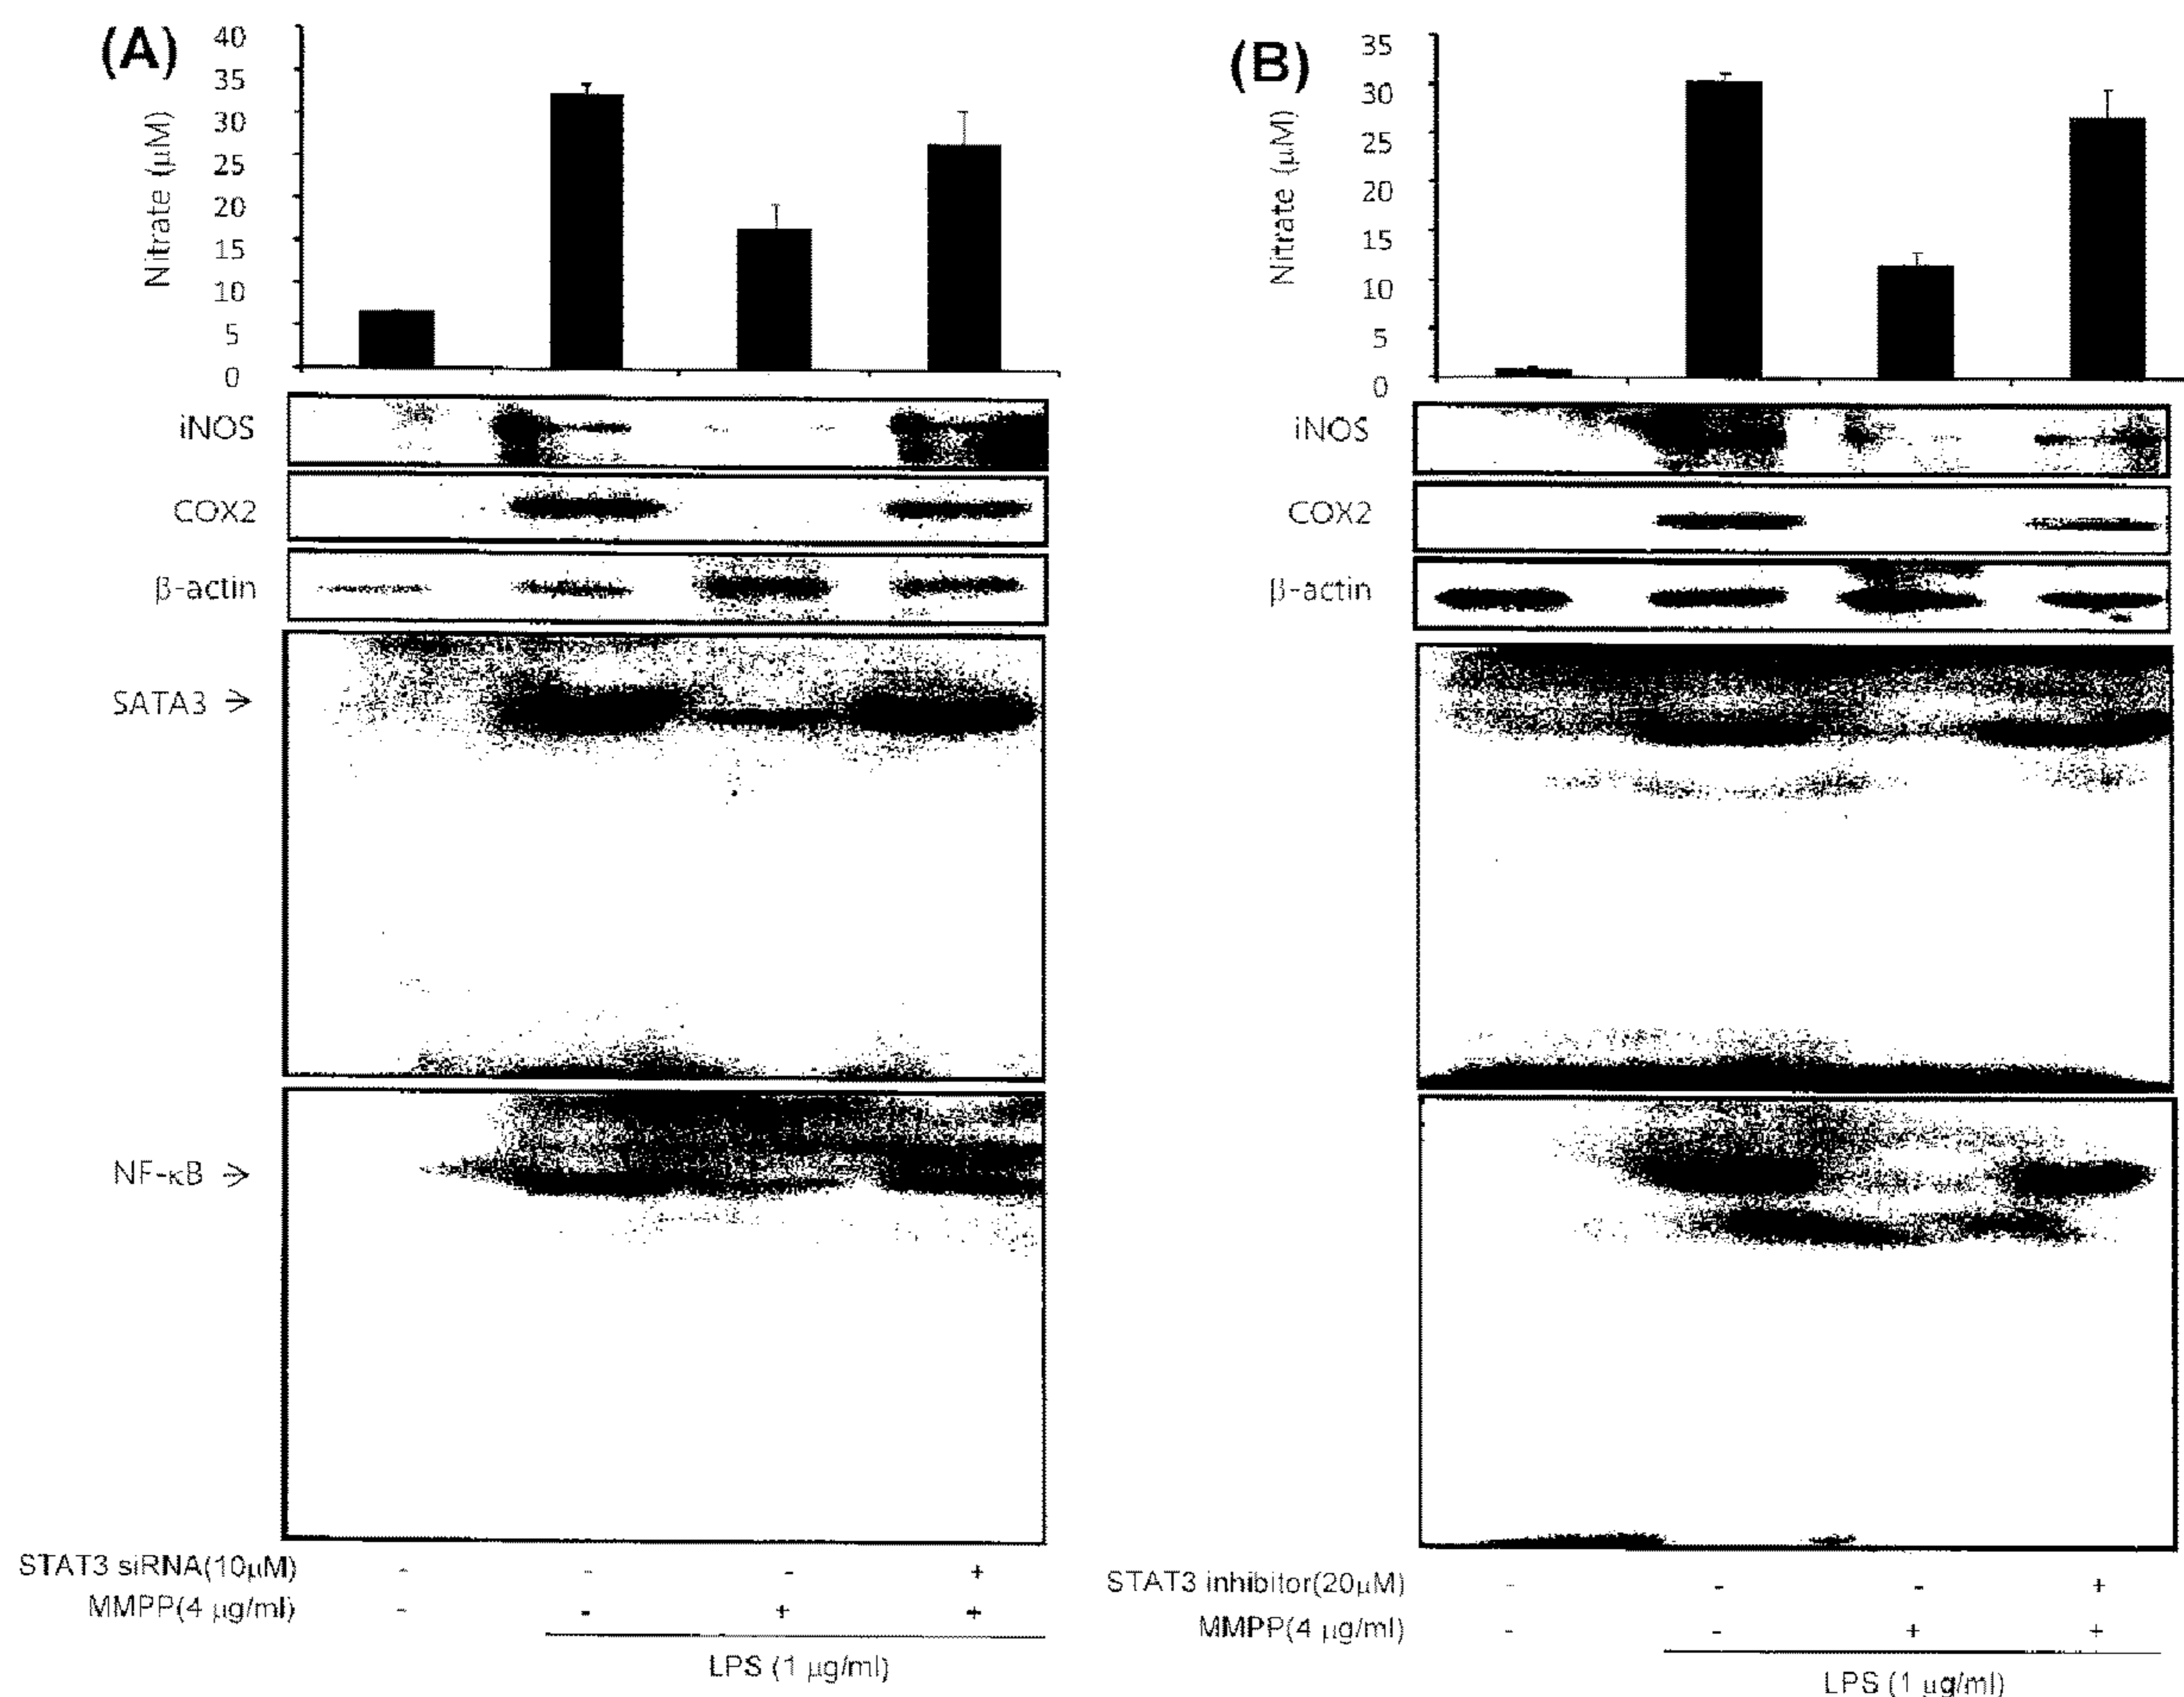 (A)
Nitrate (μM)
40
35
30
25
20
15
10
5
0
iNOS
COX2
β-actin
SATA3 →
NF-κB →
STAT3 siRNA(10μM) - - - +
MMPP(4 μg/ml) - - + +
LPS (1 μg/ml)
(B)
Nitrate (μM)
35
30
25
20
15
10
5
0
iNOS
COX2
β-actin
STAT3 inhibitor(20μM) - - - +
MMPP(4 μg/ml) - - + +
LPS (1 μg/ml)